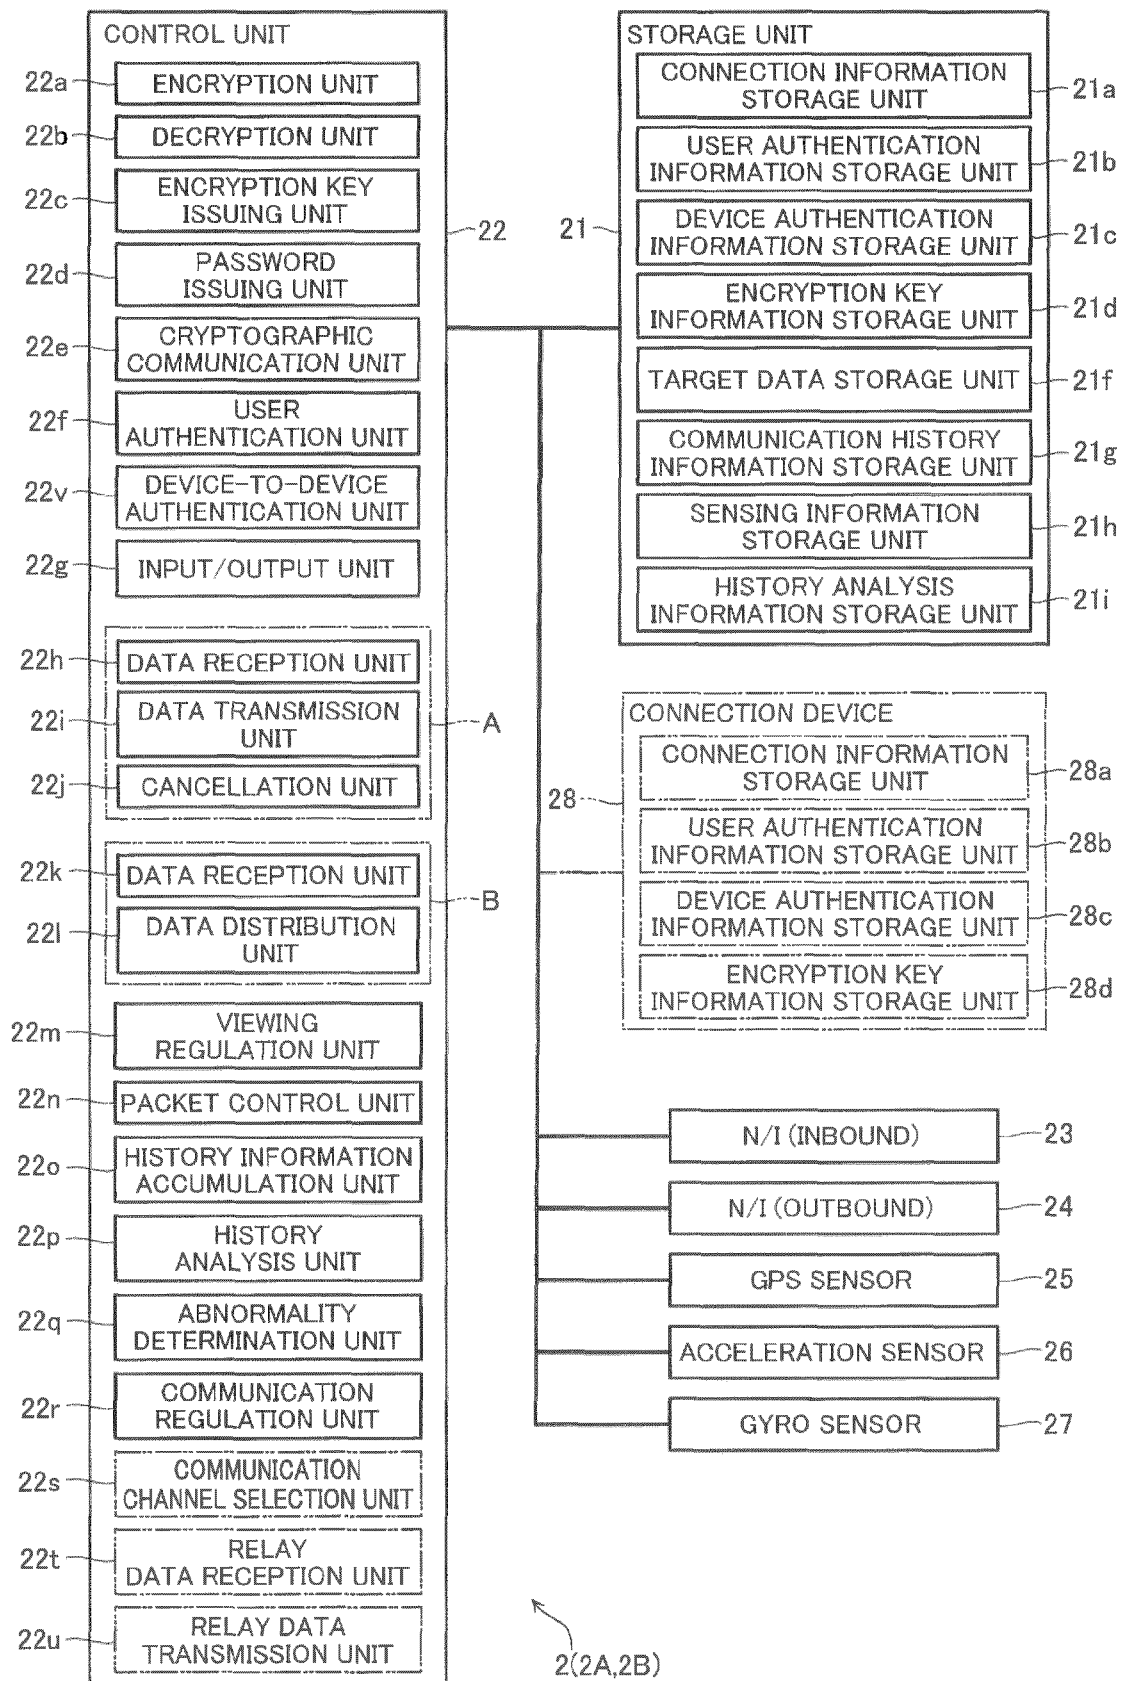 CONTROL UNIT
22a
ENCRYPTION UNIT
22b
DECRYPTION UNIT
22c
ENCRYPTION KEY
ISSUING UNIT
22d
PASSWORD
ISSUING UNIT
22e
CRYPTOGRAPHIC
COMMUNICATION UNIT
22f
USER
AUTHENTICATION UNIT
22v
DEVICE-TO-DEVICE
AUTHENTICATION UNIT
22g
INPUT/OUTPUT UNIT
22h
DATA RECEPTION UNIT
22i
DATA TRANSMISSION
UNIT
22j
CANCELLATION UNIT
A
22k
DATA RECEPTION UNIT
22l
DATA DISTRIBUTION
UNIT
B
22m
VIEWING
REGULATION UNIT
22n
PACKET CONTROL UNIT
22o
HISTORY INFORMATION
ACCUMULATION UNIT
22p
HISTORY
ANALYSIS UNIT
22q
ABNORMALITY
DETERMINATION UNIT
22r
COMMUNICATION
REGULATION UNIT
22s
COMMUNICATION
CHANNEL SELECTION UNIT
22t
RELAY
DATA RECEPTION UNIT
22u
RELAY DATA
TRANSMISSION UNIT
22
21
STORAGE UNIT
CONNECTION INFORMATION
STORAGE UNIT
21a
USER AUTHENTICATION
INFORMATION STORAGE UNIT
21b
DEVICE AUTHENTICATION
INFORMATION STORAGE UNIT
21c
ENCRYPTION KEY
INFORMATION STORAGE UNIT
21d
TARGET DATA STORAGE UNIT
21f
COMMUNICATION HISTORY
INFORMATION STORAGE UNIT
21g
SENSING INFORMATION
STORAGE UNIT
21h
HISTORY ANALYSIS
INFORMATION STORAGE UNIT
21i
28
CONNECTION DEVICE
CONNECTION INFORMATION
STORAGE UNIT
28a
USER AUTHENTICATION
INFORMATION STORAGE UNIT
28b
DEVICE AUTHENTICATION
INFORMATION STORAGE UNIT
28c
ENCRYPTION KEY
INFORMATION STORAGE UNIT
28d
N/I (INBOUND)
23
N/I (OUTBOUND)
24
GPS SENSOR
25
ACCELERATION SENSOR
26
GYRO SENSOR
27
2(2A,2B)